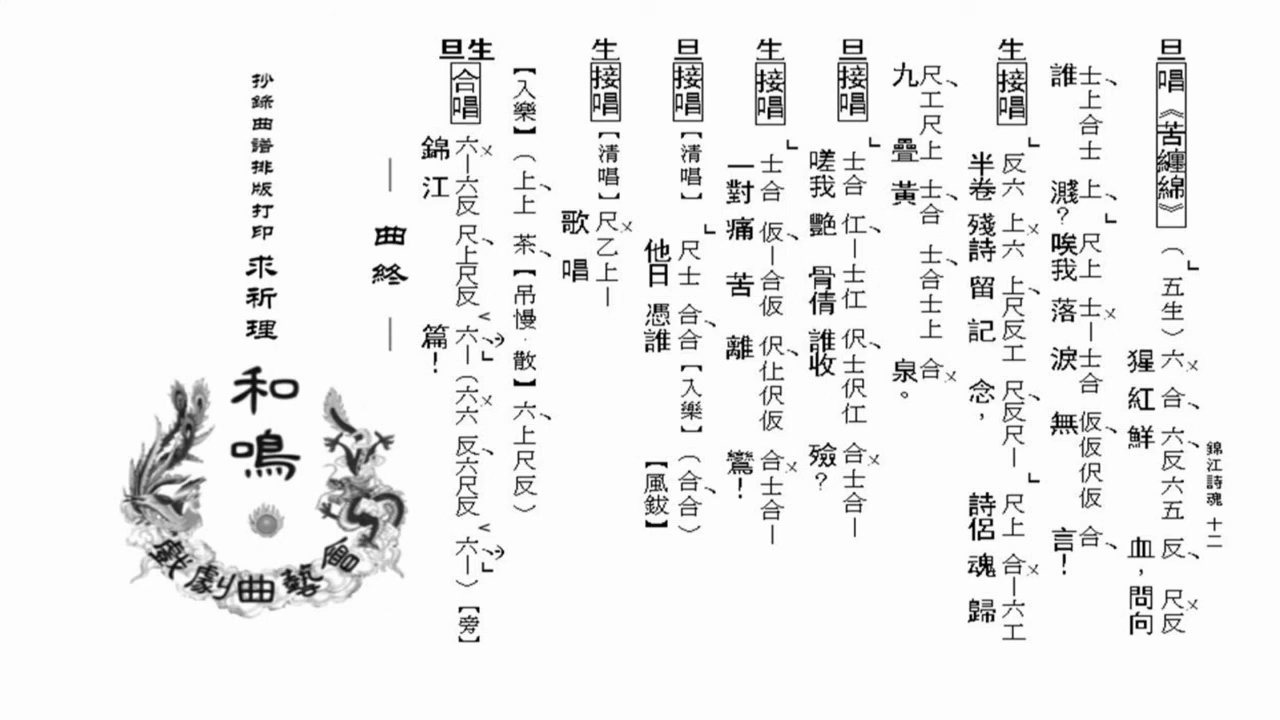 錦江詩魂 十二
旦 唱《苦纏綿》（五生）六 合 六反六五 反 尺反
猩紅鮮 血，問向
士上合士 上 尺上 士—士合 仮仮伬仮 合
誰 濺？唉我 落 淚 無 言！
生 接唱 反六 上六 上尺反工 尺反尺— 尺上 合—六工
半卷 殘詩 留 記 念， 詩侶 魂 歸
尺工尺上 士合 士合士上 合
九 疊 黃 泉。
旦 接唱 士合 仜—士仜 伬士伬仜 合士合—
嗟我 艷 骨倩 誰收 殮？
生 接唱 士合 仮—合仮 伬仩伬仮 合士合—
一對 痛 苦 離 鸞！
旦 接唱【清唱】尺士 合合【入樂】（合合）
他日 憑誰 【風鈸】
生 接唱【清唱】尺乙上—
歌 唱
【入樂】（上上 茶【吊慢．散】六上尺反）
旦生 合唱 六—六反 尺上尺反 六—（六六 反六尺反 六—）【旁】
錦江 篇！
— 曲終 —
抄錄曲譜排版打印 求祈理
和鳴
戲劇曲藝會